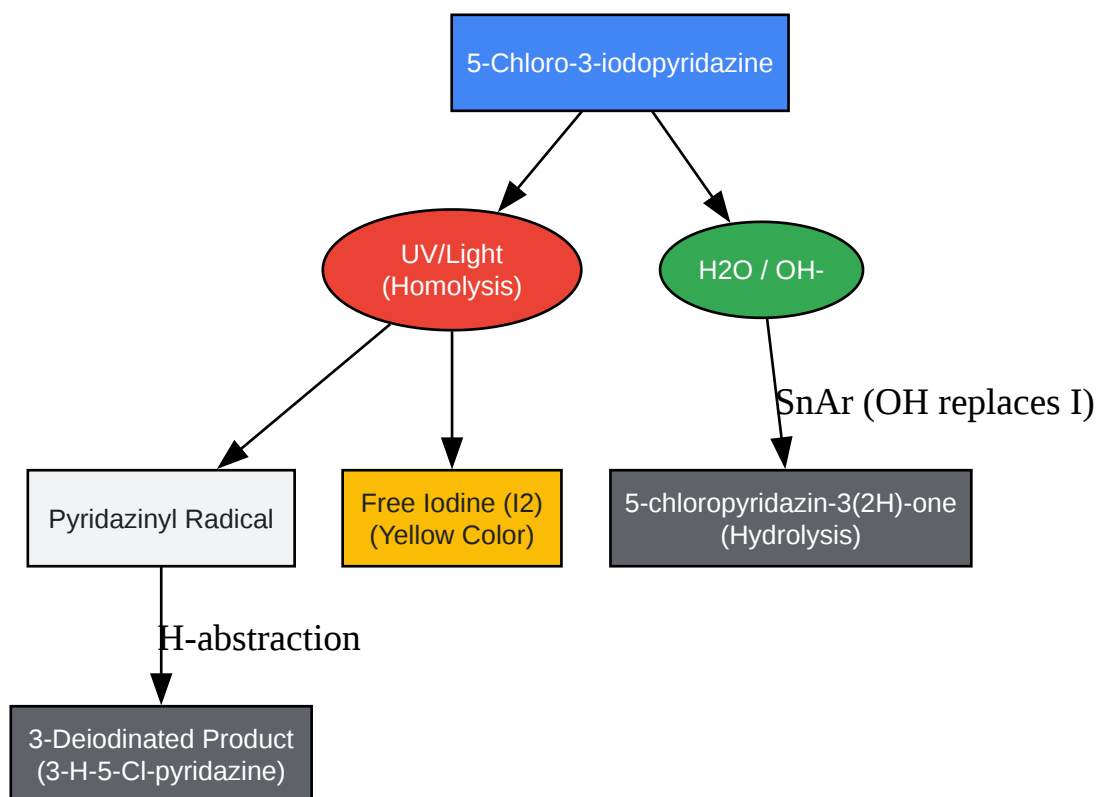 5-Chloro-3-iodopyridazine
UV/Light
(Homolysis)
H2O / OH-
SnAr (OH replaces I)
Pyridazinyl Radical
Free Iodine (I2)
(Yellow Color)
5-chloropyridazin-3(2H)-one
(Hydrolysis)
H-abstraction
3-Deiodinated Product
(3-H-5-Cl-pyridazine)